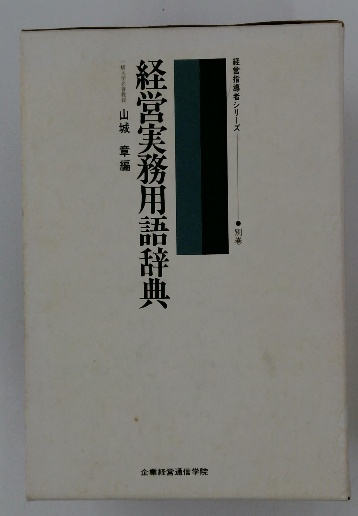 経営指導者シリーズ
●別巻
経営実務用語辞典
山城 章編
企業経営通信学院